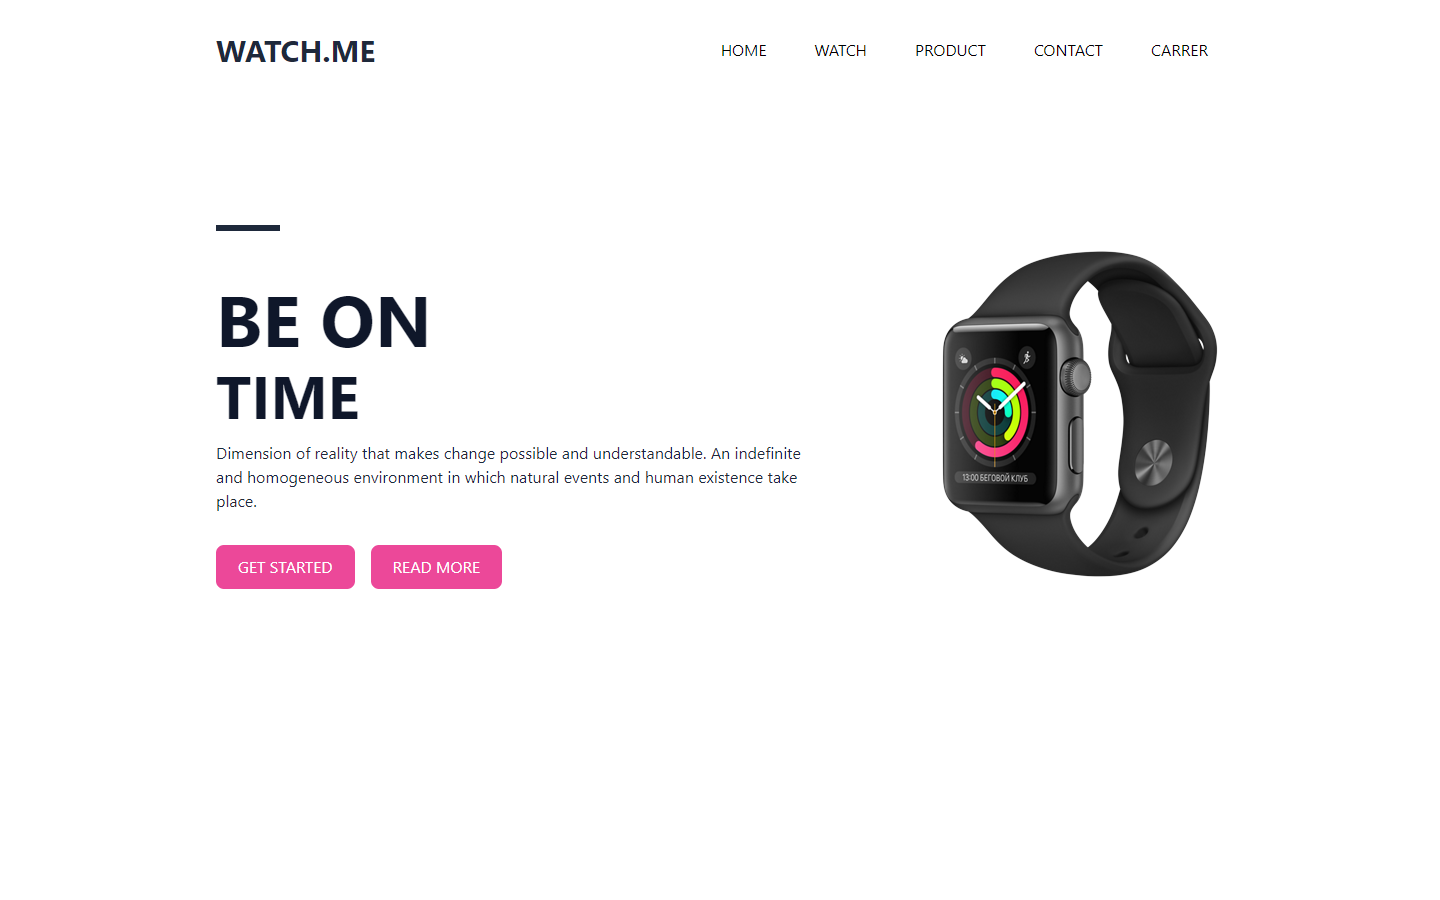 WATCH.ME
HOME
WATCH
PRODUCT
CONTACT
CARRER
BE ON
TIME
Dimension of reality that makes change possible and understandable. An indefinite
and homogeneous environment in which natural events and human existence take
place.
GET STARTED
READ MORE
13:00 БЕГОВОЙ КЛУБ